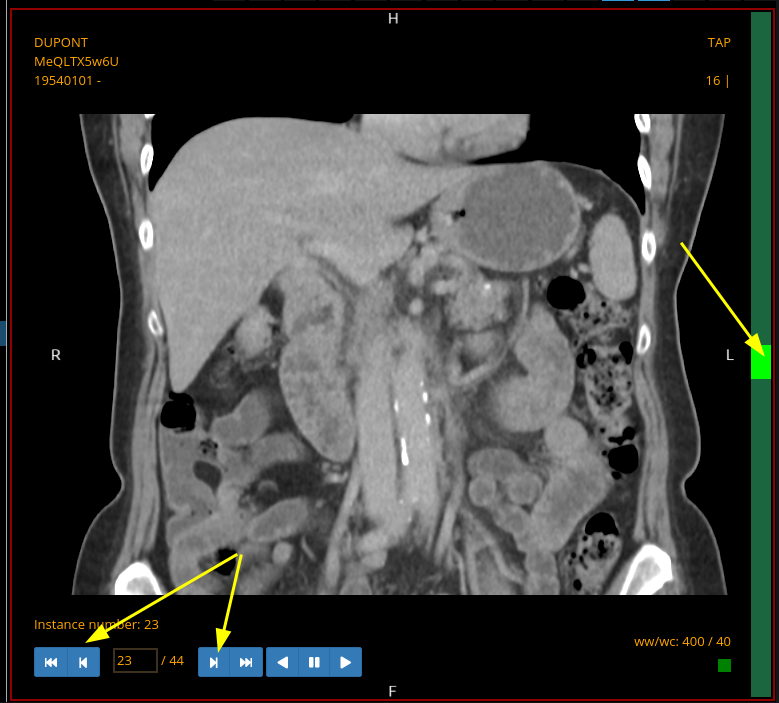 H
DUPONT
TAP
MeQLTX5w6U
19540101 -
16 |
R
L
Instance number: 23
ww/wc: 400 / 40
23 / 44
F